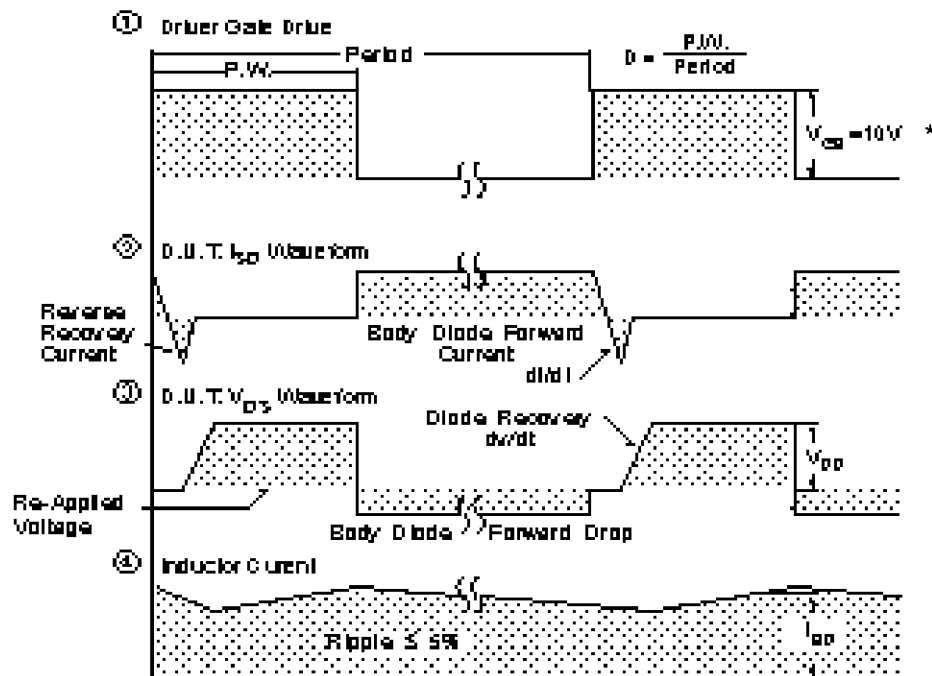 ① Driver Gate Drive
Period
P.W.
D = P.W. / Period
V_GS=10V *
② D.U.T. I_SD Waveform
Reverse Recovery Current
Body Diode Forward Current
di/dt
③ D.U.T. V_DS Waveform
Diode Recovery dv/dt
V_DD
Re-Applied Voltage
Body Diode Forward Drop
④ Inductor Current
Ripple ≤ 5%
I_SD